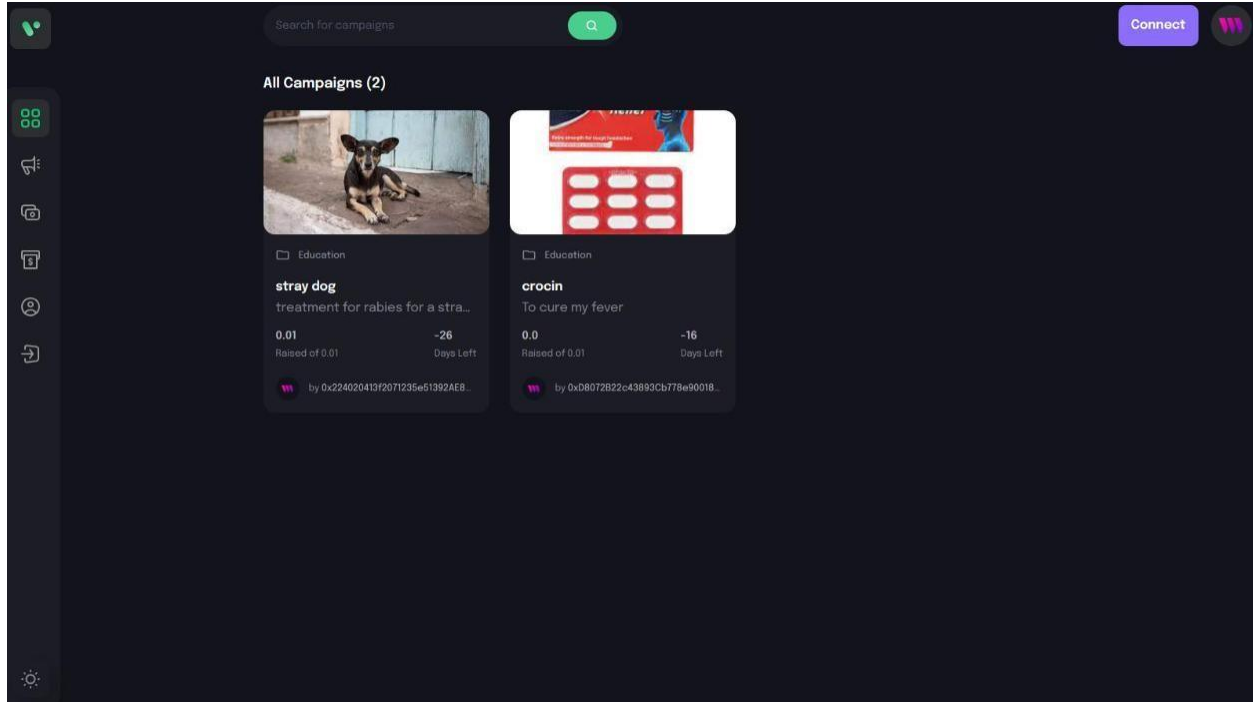 Search for campaigns
Connect
All Campaigns (2)
Relief
Education
stray dog
treatment for rabies for a stra...
0.01
-26
Raised of 0.01
Days Left
by 0x224020413f2071235e51392AE8...
Education
crocin
To cure my fever
0.0
-16
Raised of 0.01
Days Left
by 0xD8072B22c43893Cb778e90018...